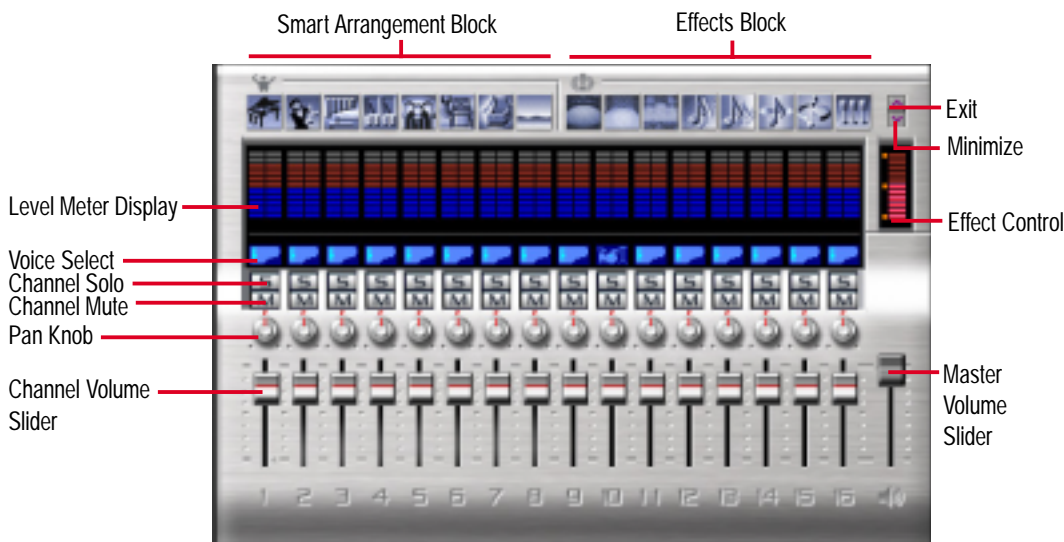 Smart Arrangement Block
Effects Block
Exit
Minimize
Level Meter Display
Effect Control
Voice Select
Channel Solo
Channel Mute
S S S S S S S S S S S S S S S S
M M M M M M M M M M M M M M M M
Pan Knob
Channel Volume
Slider
Master
Volume
Slider
1 2 3 4 5 6 7 8 9 10 11 12 13 14 15 16